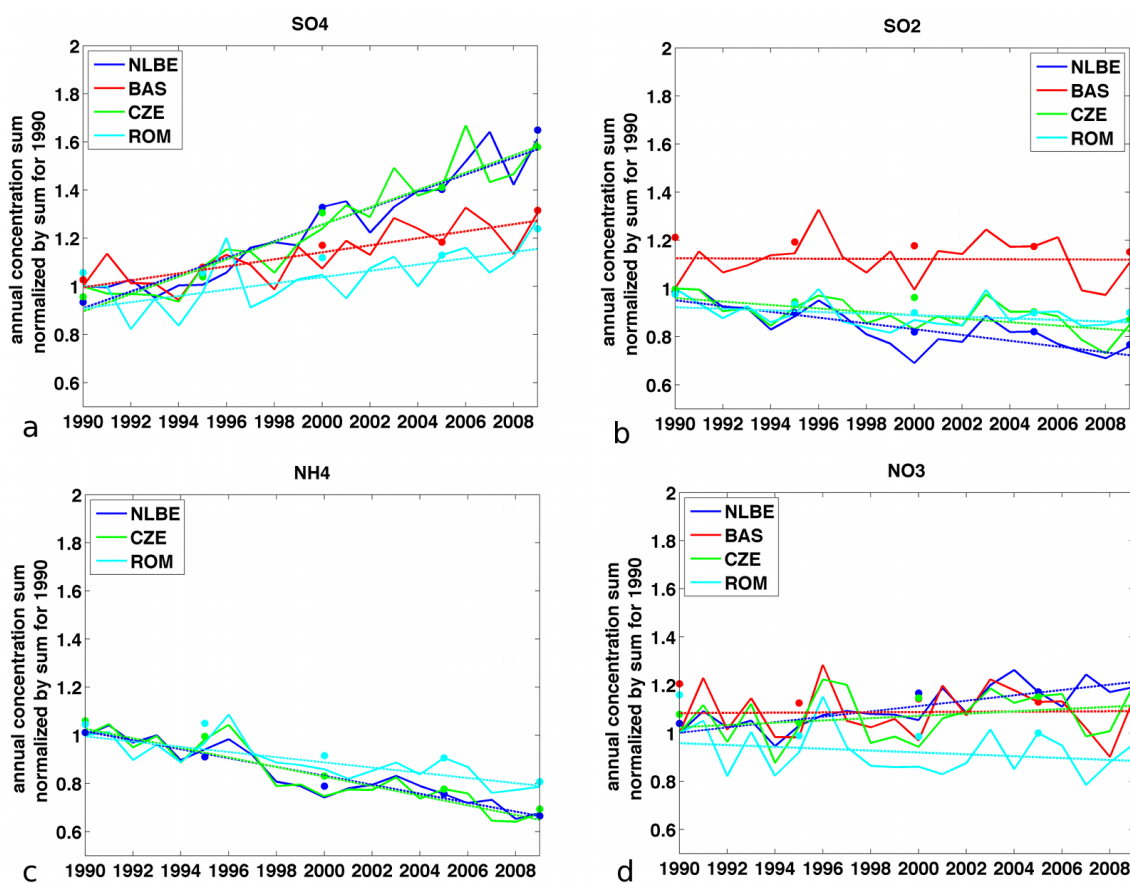 SO4
annual concentration sum
normalized by sum for 1990
2
1.8
1.6
1.4
1.2
1
0.8
0.6
NLBE
BAS
CZE
ROM
1990 1992 1994 1996 1998 2000 2002 2004 2006 2008
a
SO2
annual concentration sum
normalized by sum for 1990
2
1.8
1.6
1.4
1.2
1
0.8
0.6
NLBE
BAS
CZE
ROM
1990 1992 1994 1996 1998 2000 2002 2004 2006 2008
b
NH4
annual concentration sum
normalized by sum for 1990
2
1.8
1.6
1.4
1.2
1
0.8
0.6
NLBE
CZE
ROM
1990 1992 1994 1996 1998 2000 2002 2004 2006 2008
c
NO3
annual concentration sum
normalized by sum for 1990
2
1.8
1.6
1.4
1.2
1
0.8
0.6
NLBE
BAS
CZE
ROM
1990 1992 1994 1996 1998 2000 2002 2004 2006 2008
d